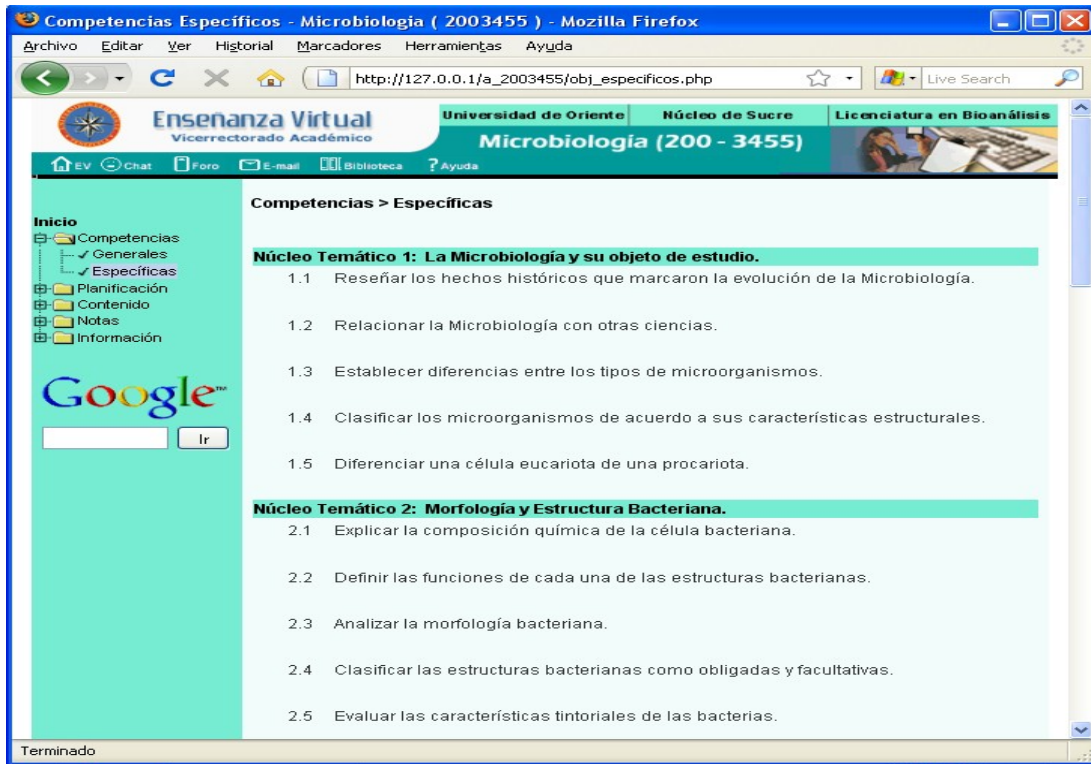 Competencias Específicos - Microbiologia ( 2003455 ) - Mozilla Firefox
Archivo Editar Ver Historial Marcadores Herramientas Ayuda
http://127.0.0.1/a_2003455/obj_especificos.php Live Search
Enseñanza Virtual
Vicerrectorado Académico
Universidad de Oriente Núcleo de Sucre Licenciatura en Bioanálisis
Microbiología (200 - 3455)
EV Chat Foro E-mail Biblioteca ? Ayuda
Inicio
Competencias
Generales
Específicas
Planificación
Contenido
Notas
Información
Google™
Ir
Competencias > Específicas
Núcleo Temático 1: La Microbiología y su objeto de estudio.
1.1 Reseñar los hechos históricos que marcaron la evolución de la Microbiología.
1.2 Relacionar la Microbiología con otras ciencias.
1.3 Establecer diferencias entre los tipos de microorganismos.
1.4 Clasificar los microorganismos de acuerdo a sus características estructurales.
1.5 Diferenciar una célula eucariota de una procariota.
Núcleo Temático 2: Morfología y Estructura Bacteriana.
2.1 Explicar la composición química de la célula bacteriana.
2.2 Definir las funciones de cada una de las estructuras bacterianas.
2.3 Analizar la morfología bacteriana.
2.4 Clasificar las estructuras bacterianas como obligadas y facultativas.
2.5 Evaluar las características tintoriales de las bacterias.
Terminado